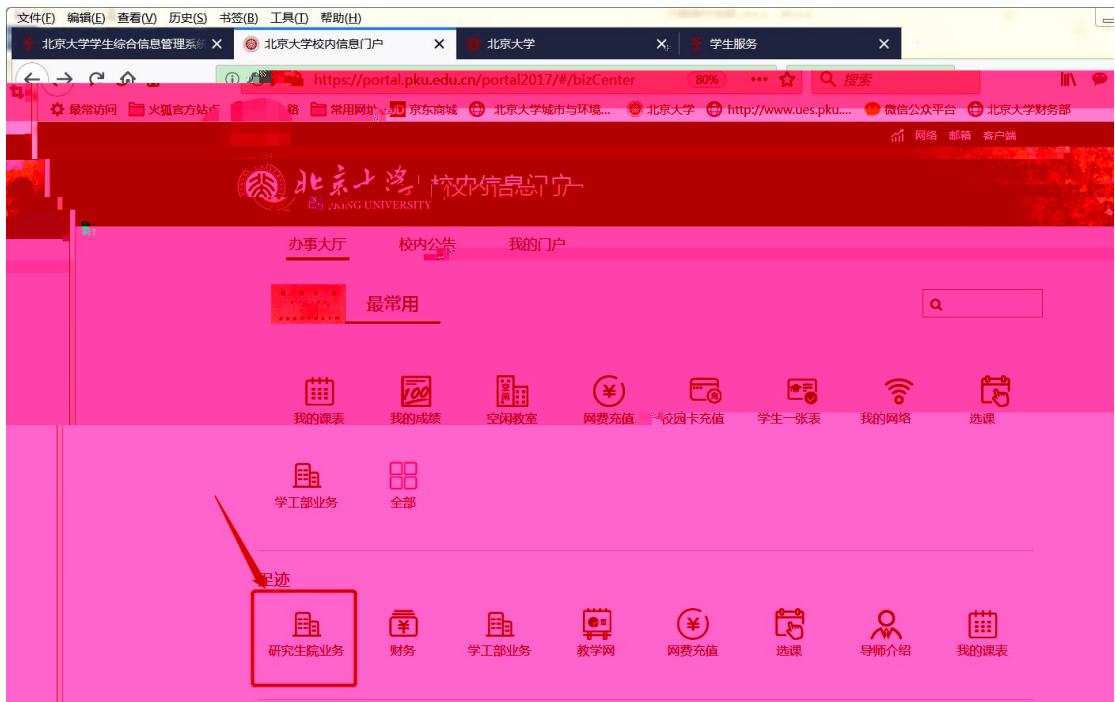 文件(F) 编辑(E) 查看(V) 历史(S) 书签(B) 工具(T) 帮助(H)
北京大学学生综合信息管理系统 北京大学校内信息门户 北京大学 学生服务
https://portal.pku.edu.cn/portal2017/#/bizCenter 80% 搜索
最常访问 火狐官方站点 路 常用网址 JD 京东商城 北京大学城市与环境... 北京大学 http://www.ues.pku.... 微信公众平台 北京大学财务部
网络 邮箱 客户端
北京大学 校内信息门户
PEKING UNIVERSITY
办事大厅 校内公告 我的门户
最常用
我的课表 我的成绩 空闲教室 网费充值 校园卡充值 学生一张表 我的网络 选课
学工部业务 全部
足迹
研究生院业务 财务 学工部业务 教学网 网费充值 选课 导师介绍 我的课表